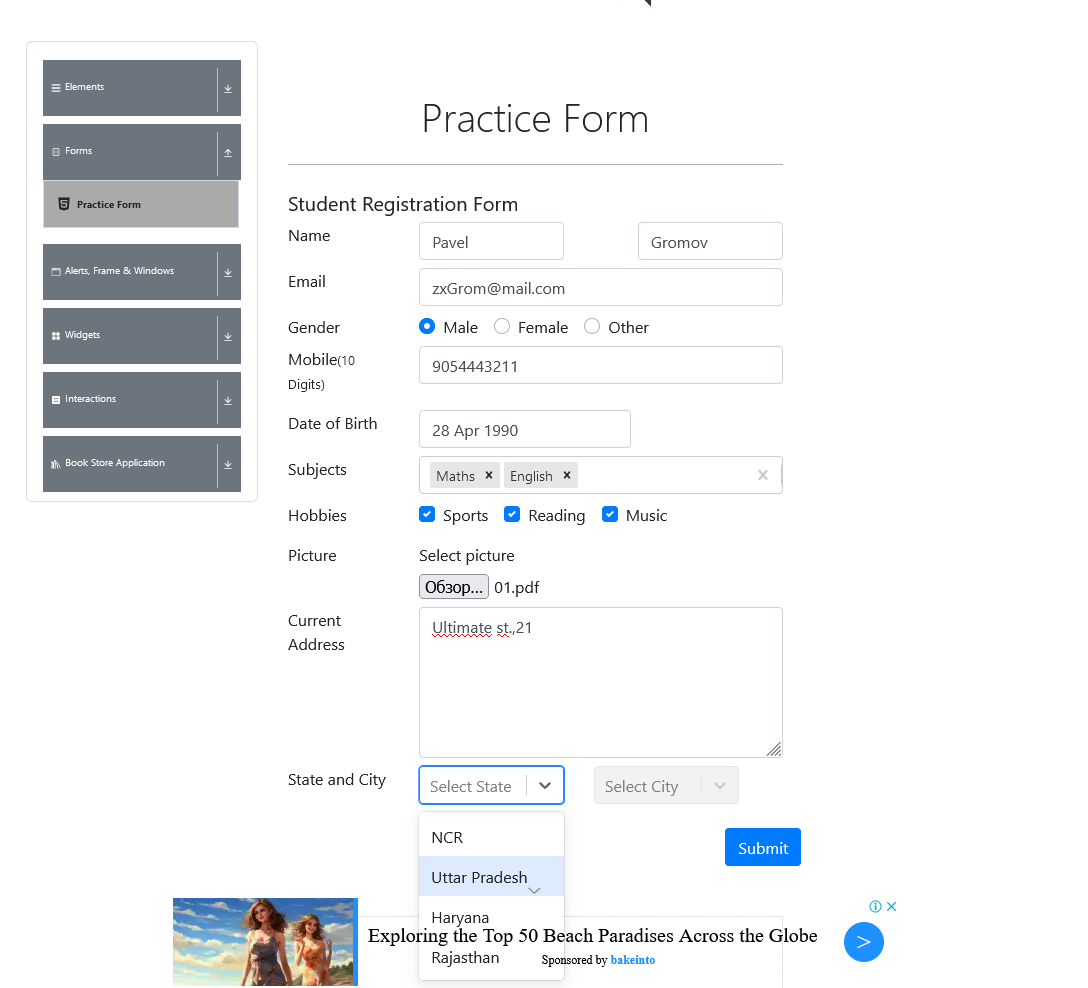 Elements
Forms
Practice Form
Alerts, Frame & Windows
Widgets
Interactions
Book Store Application
Practice Form
Student Registration Form
Name Pavel Gromov
Email zxGrom@mail.com
Gender Male Female Other
Mobile(10 Digits) 9054443211
Date of Birth 28 Apr 1990
Subjects Maths × English ×
Hobbies Sports Reading Music
Picture Select picture
Обзор... 01.pdf
Current Address Ultimate st.,21
State and City Select State Select City
NCR
Submit
Uttar Pradesh
Haryana
Exploring the Top 50 Beach Paradises Across the Globe
Rajasthan
Sponsored by bakeinto